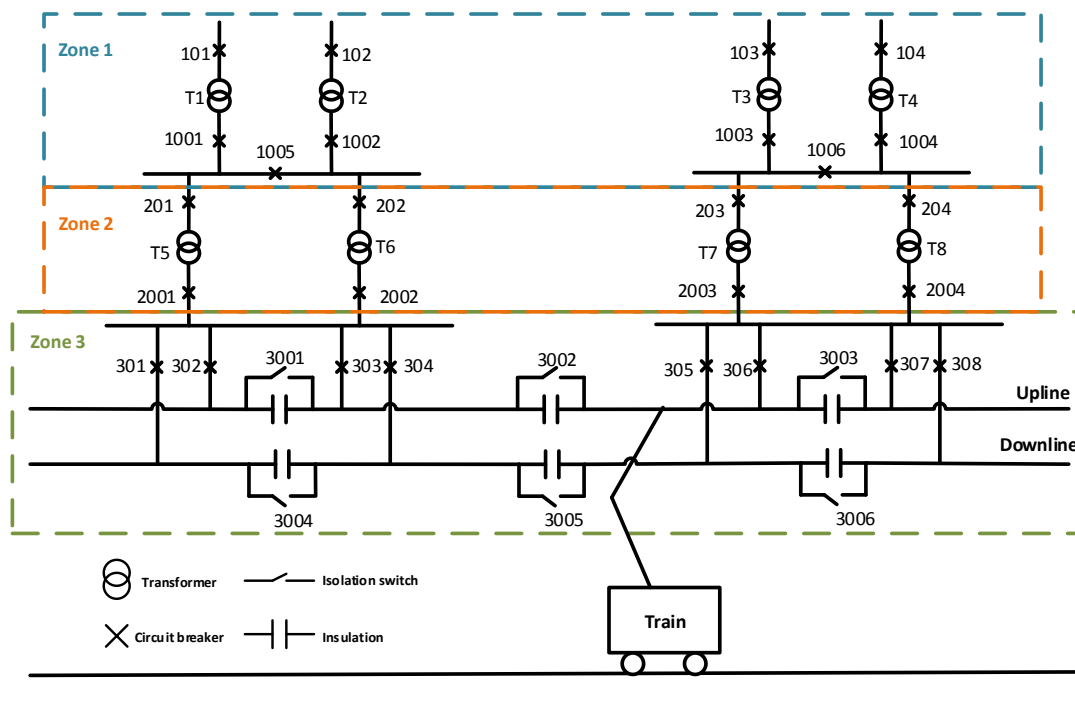 Zone 1
101
102
103
104
T1
T2
T3
T4
1001
1002
1003
1004
1005
1006
Zone 2
201
202
203
204
T5
T6
T7
T8
2001
2002
2003
2004
Zone 3
301
302
3001
303
304
3002
305
306
3003
307
308
Upline
Downline
3004
3005
3006
Transformer
Isolation switch
Circuit breaker
Insulation
Train